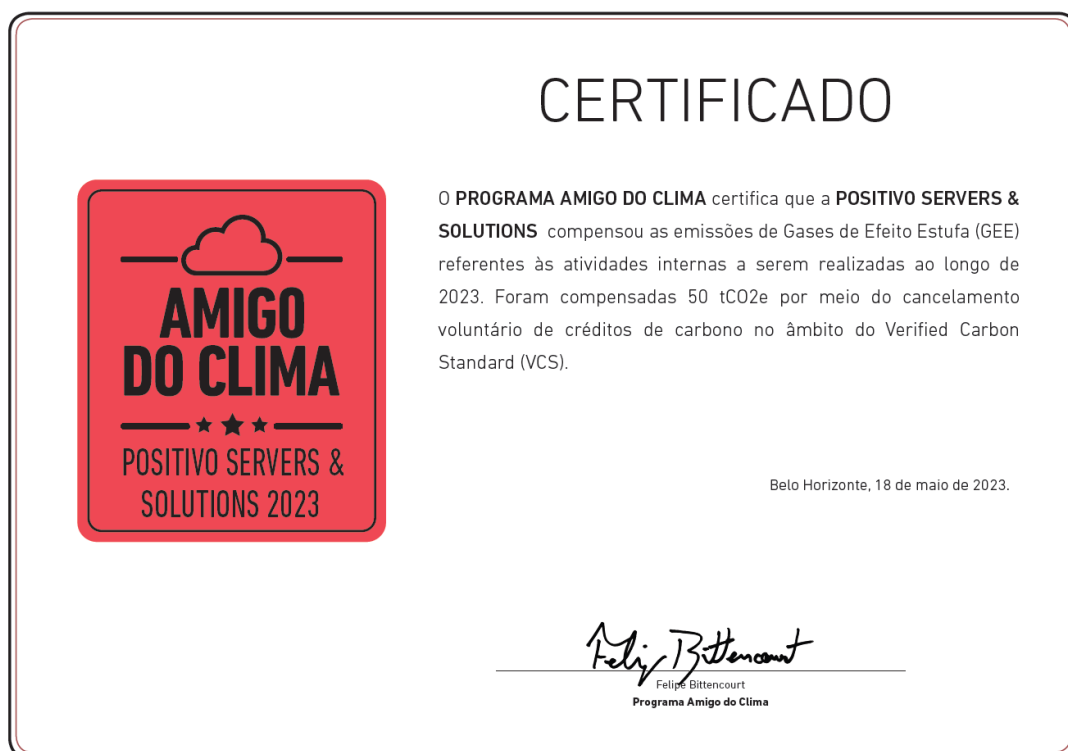 CERTIFICADO
AMIGO
DO CLIMA
POSITIVO SERVERS &
SOLUTIONS 2023
O PROGRAMA AMIGO DO CLIMA certifica que a POSITIVO SERVERS &
SOLUTIONS compensou as emissões de Gases de Efeito Estufa (GEE)
referentes às atividades internas a serem realizadas ao longo de
2023. Foram compensadas 50 tCO2e por meio do cancelamento
voluntário de créditos de carbono no âmbito do Verified Carbon
Standard (VCS).
Belo Horizonte, 18 de maio de 2023.
Felipe Bittencourt
Felipe Bittencourt
Programa Amigo do Clima